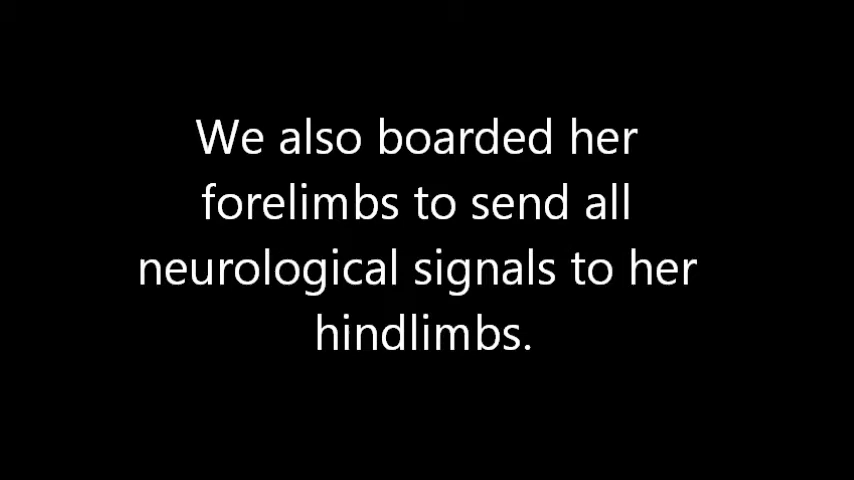 We also boarded her
forelimbs to send all
neurological signals to her
hindlimbs.